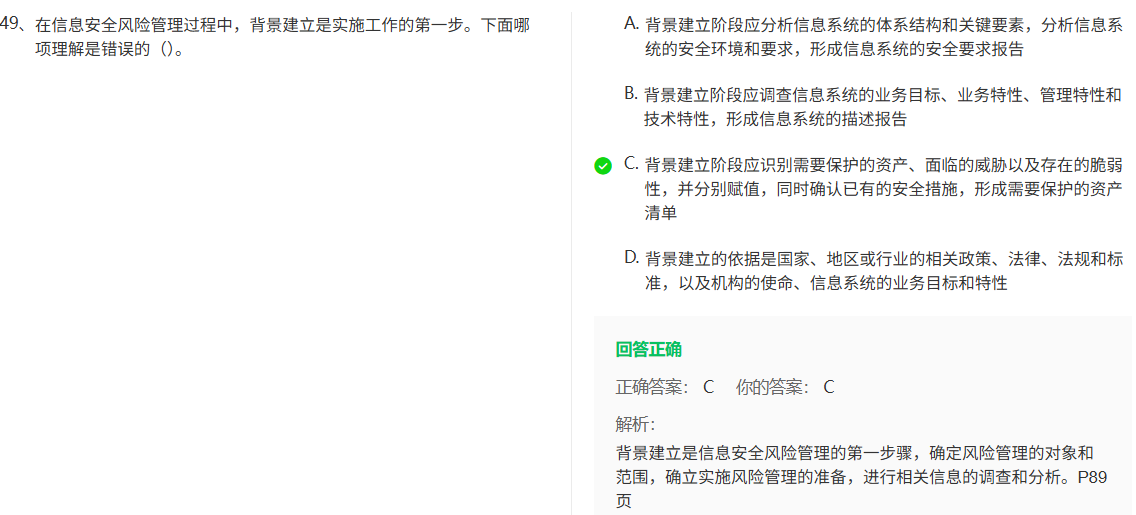 49、在信息安全风险管理过程中，背景建立是实施工作的第一步。下面哪
项理解是错误的（）。
A. 背景建立阶段应分析信息系统的体系结构和关键要素，分析信息系
统的安全环境和要求，形成信息系统的安全要求报告
B. 背景建立阶段应调查信息系统的业务目标、业务特性、管理特性和
技术特性，形成信息系统的描述报告
C. 背景建立阶段应识别需要保护的资产、面临的威胁以及存在的脆弱
性，并分别赋值，同时确认已有的安全措施，形成需要保护的资产
清单
D. 背景建立的依据是国家、地区或行业的相关政策、法律、法规和标
准，以及机构的使命、信息系统的业务目标和特性
回答正确
正确答案： C 你的答案： C
解析：
背景建立是信息安全风险管理的第一步骤，确定风险管理的对象和
范围，确立实施风险管理的准备，进行相关信息的调查和分析。P89
页